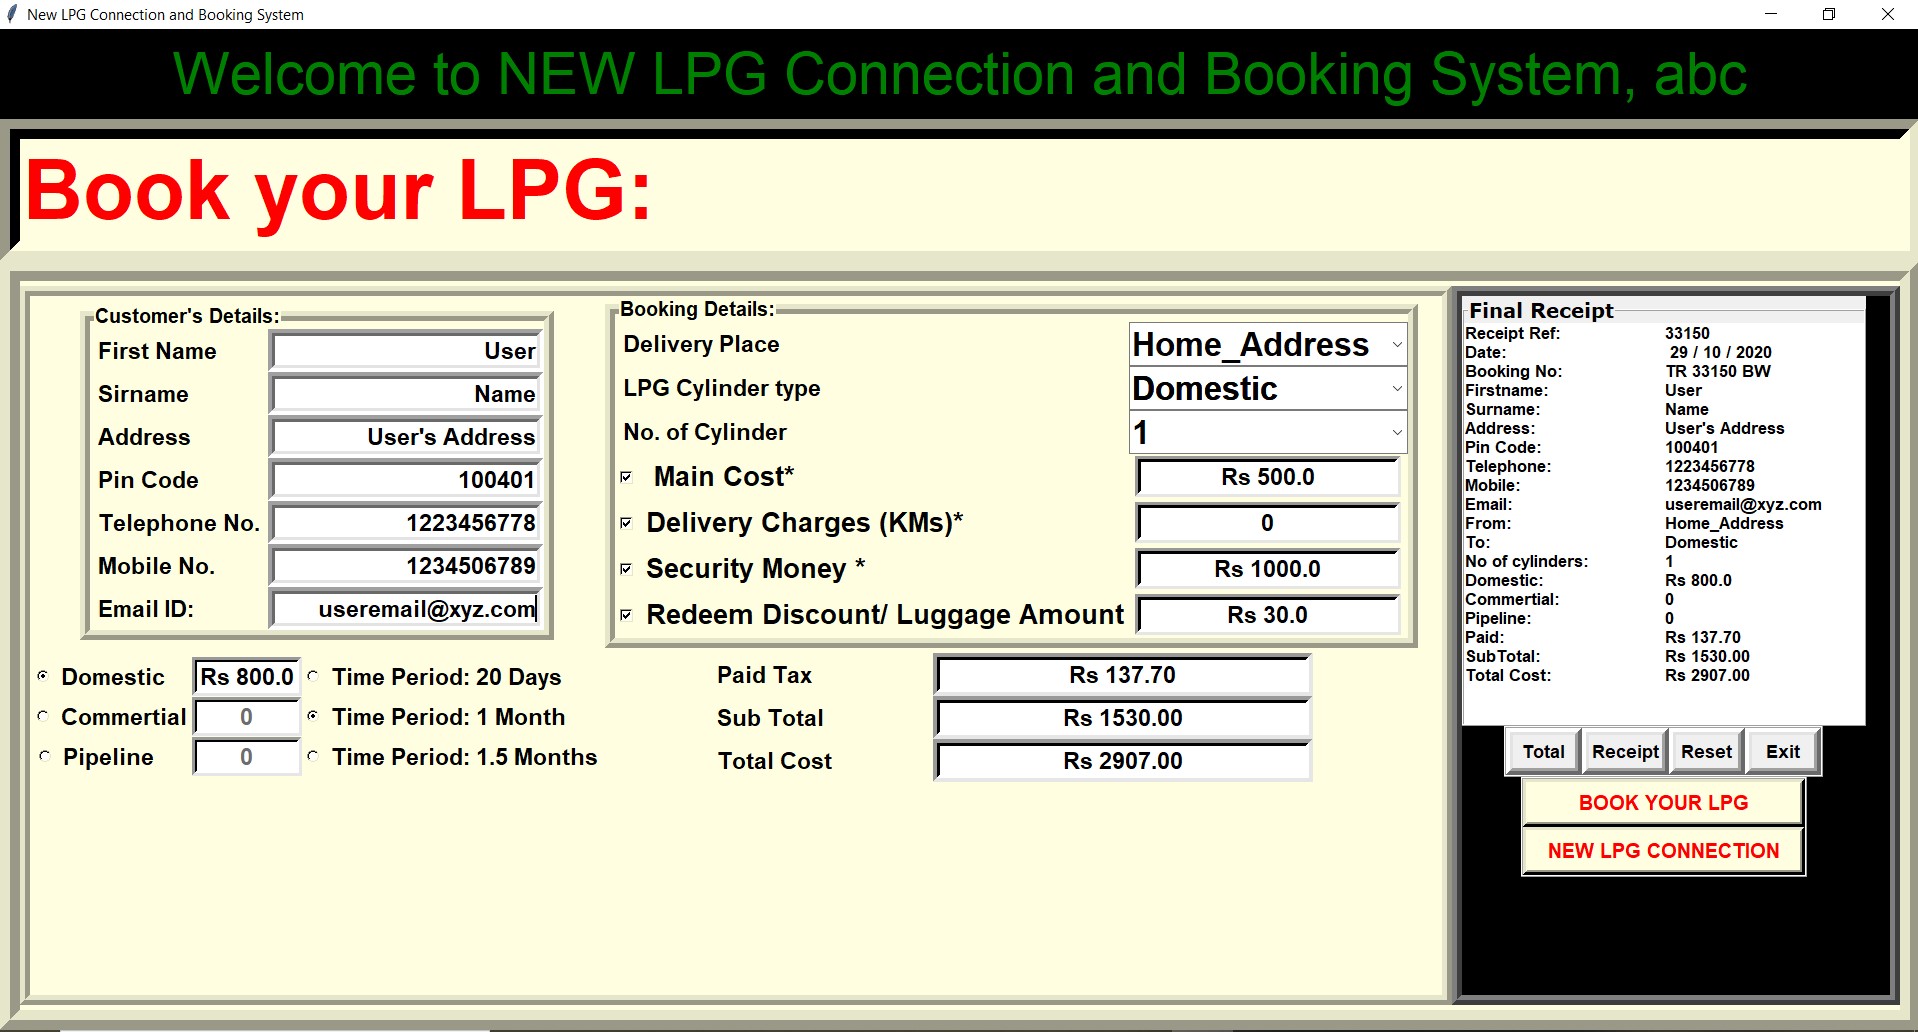 New LPG Connection and Booking System
Welcome to NEW LPG Connection and Booking System, abc
Book your LPG:
Customer's Details:
First Name User
Sirname Name
Address User's Address
Pin Code 100401
Telephone No. 1223456778
Mobile No. 1234506789
Email ID: useremail@xyz.com
Booking Details:
Delivery Place Home_Address
LPG Cylinder type Domestic
No. of Cylinder 1
Main Cost* Rs 500.0
Delivery Charges (KMs)* 0
Security Money * Rs 1000.0
Redeem Discount/ Luggage Amount Rs 30.0
Domestic Rs 800.0 Time Period: 20 Days
Commertial 0 Time Period: 1 Month
Pipeline 0 Time Period: 1.5 Months
Paid Tax Rs 137.70
Sub Total Rs 1530.00
Total Cost Rs 2907.00
Final Receipt
Receipt Ref: 33150
Date: 29 / 10 / 2020
Booking No: TR 33150 BW
Firstname: User
Surname: Name
Address: User's Address
Pin Code: 100401
Telephone: 1223456778
Mobile: 1234506789
Email: useremail@xyz.com
From: Home_Address
To: Domestic
No of cylinders: 1
Domestic: Rs 800.0
Commertial: 0
Pipeline: 0
Paid: Rs 137.70
SubTotal: Rs 1530.00
Total Cost: Rs 2907.00
Total Receipt Reset Exit
BOOK YOUR LPG
NEW LPG CONNECTION